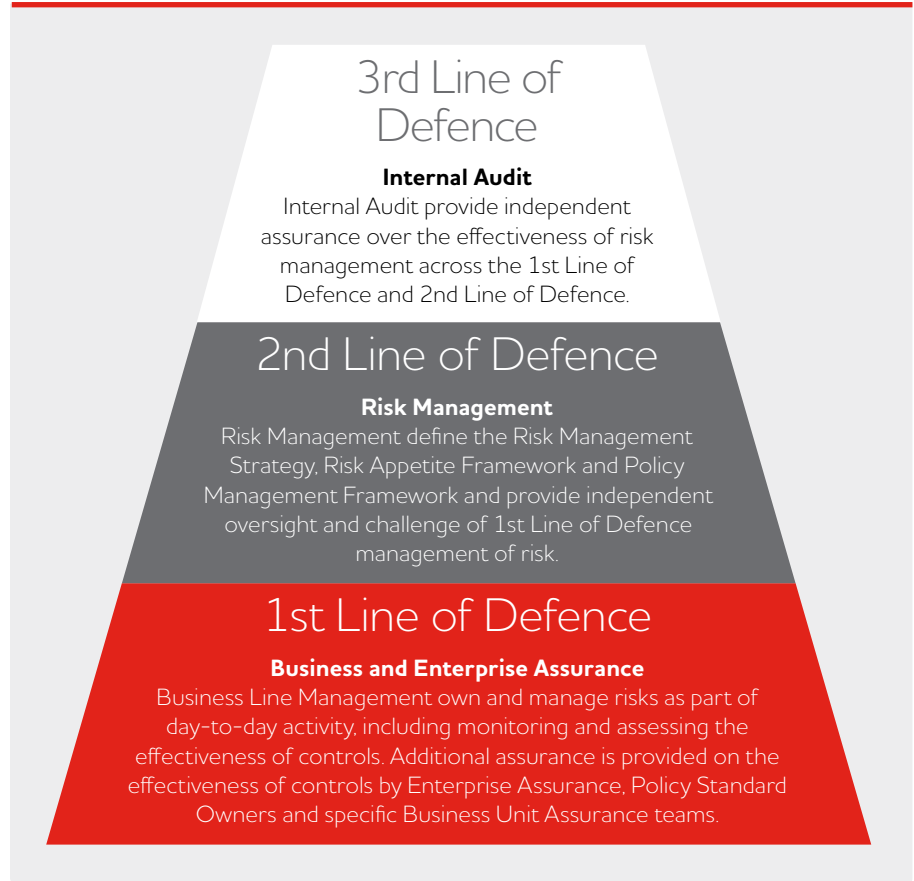 3rd Line of
Defence
Internal Audit
Internal Audit provide independent
assurance over the effectiveness of risk
management across the 1st Line of
Defence and 2nd Line of Defence.
2nd Line of Defence
Risk Management
Risk Management define the Risk Management
Strategy, Risk Appetite Framework and Policy
Management Framework and provide independent
oversight and challenge of 1st Line of Defence
management of risk.
1st Line of Defence
Business and Enterprise Assurance
Business Line Management own and manage risks as part of
day-to-day activity, including monitoring and assessing the
effectiveness of controls. Additional assurance is provided on the
effectiveness of controls by Enterprise Assurance, Policy Standard
Owners and specific Business Unit Assurance teams.